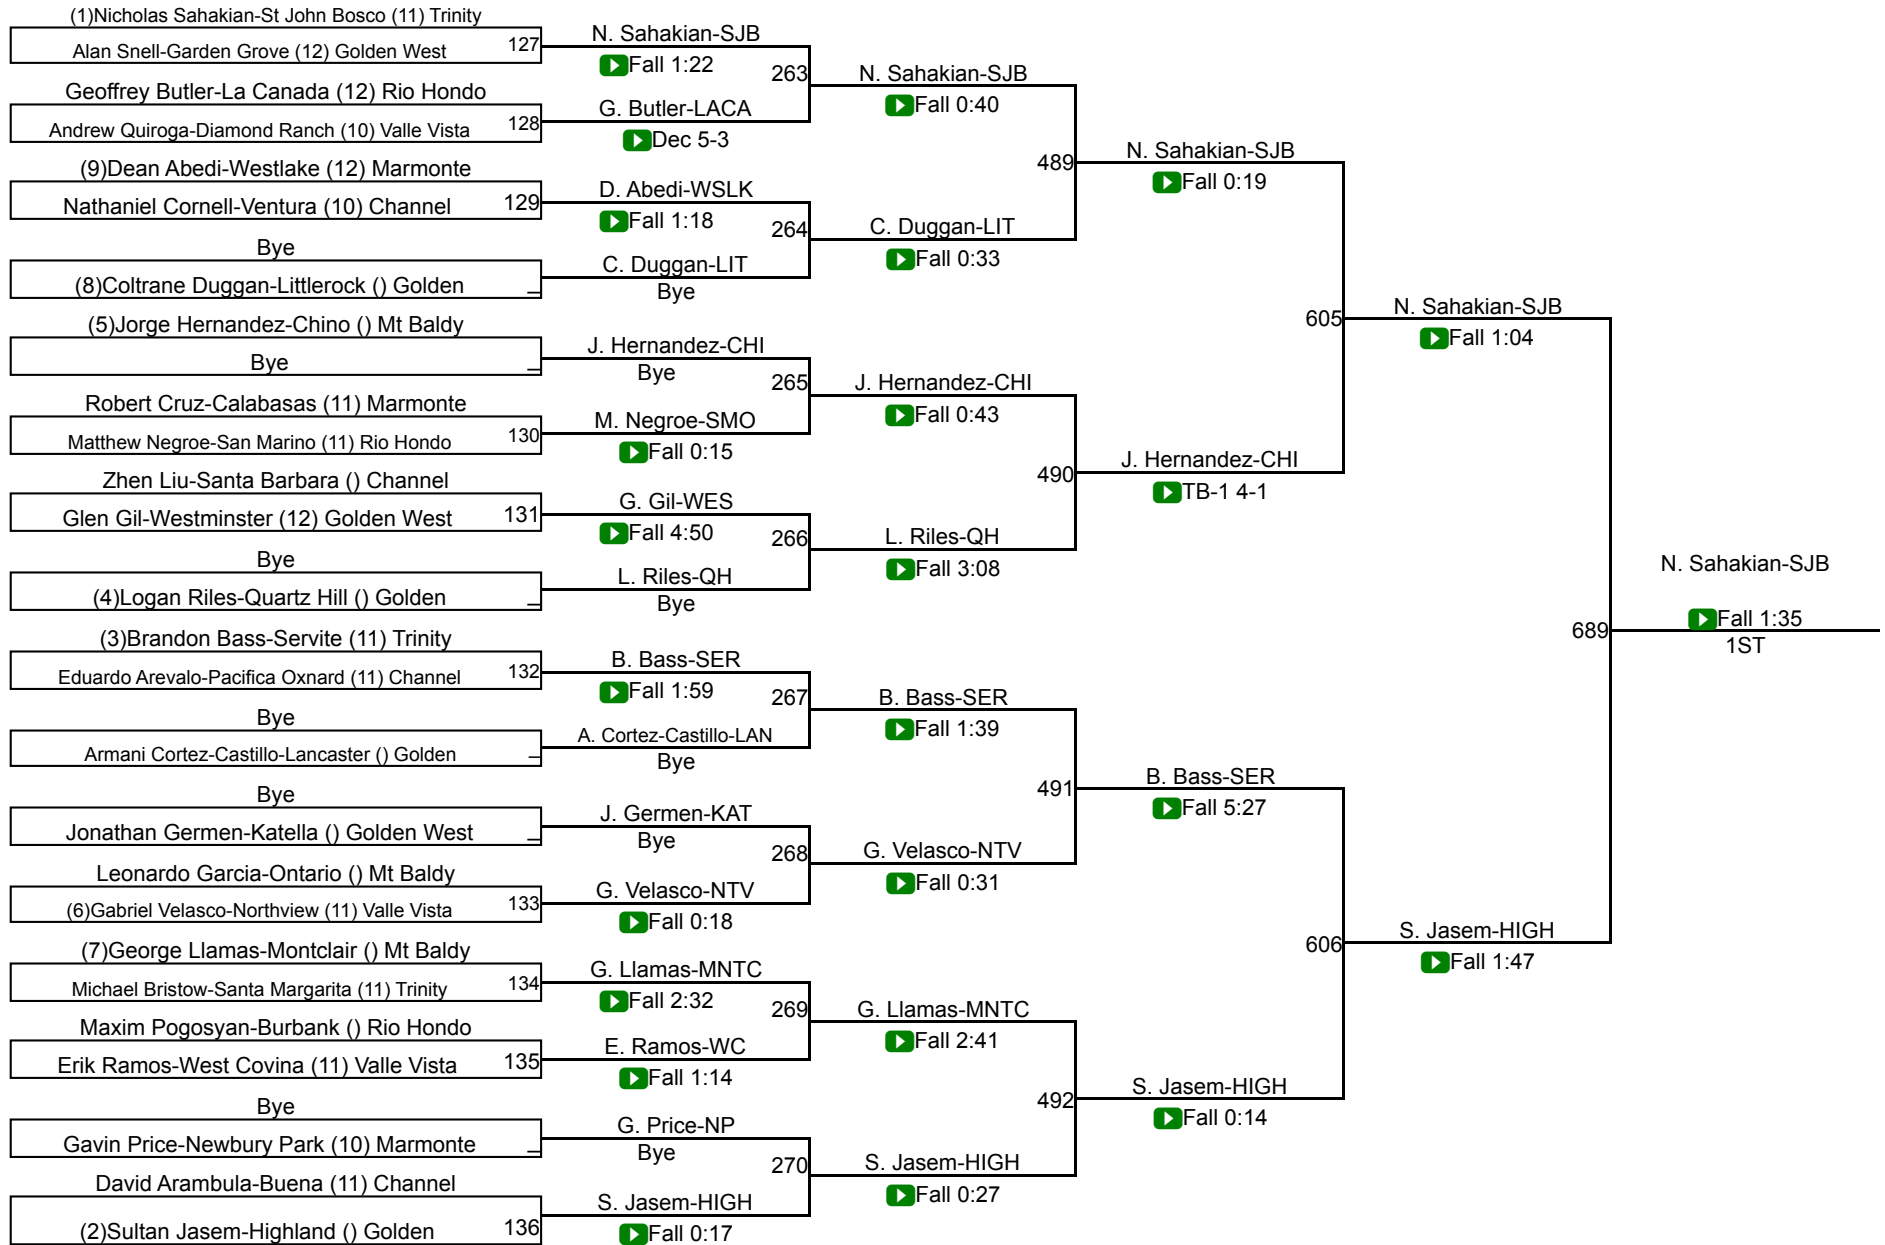 (1)Nicholas Sahakian-St John Bosco (11) Trinity
Alan Snell-Garden Grove (12) Golden West
127
Geoffrey Butler-La Canada (12) Rio Hondo
Andrew Quiroga-Diamond Ranch (10) Valle Vista
128
(9)Dean Abedi-Westlake (12) Marmonte
Nathaniel Cornell-Ventura (10) Channel
129
Bye
(8)Coltrane Duggan-Littlerock () Golden
_
(5)Jorge Hernandez-Chino () Mt Baldy
Bye
_
Robert Cruz-Calabasas (11) Marmonte
Matthew Negroe-San Marino (11) Rio Hondo
130
Zhen Liu-Santa Barbara () Channel
Glen Gil-Westminster (12) Golden West
131
Bye
(4)Logan Riles-Quartz Hill () Golden
_
(3)Brandon Bass-Servite (11) Trinity
Eduardo Arevalo-Pacifica Oxnard (11) Channel
132
Bye
Armani Cortez-Castillo-Lancaster () Golden
_
Bye
Jonathan Germen-Katella () Golden West
_
Leonardo Garcia-Ontario () Mt Baldy
(6)Gabriel Velasco-Northview (11) Valle Vista
133
(7)George Llamas-Montclair () Mt Baldy
Michael Bristow-Santa Margarita (11) Trinity
134
Maxim Pogosyan-Burbank () Rio Hondo
Erik Ramos-West Covina (11) Valle Vista
135
Bye
Gavin Price-Newbury Park (10) Marmonte
_
David Arambula-Buena (11) Channel
(2)Sultan Jasem-Highland () Golden
136
N. Sahakian-SJB
Fall 1:22
263
G. Butler-LACA
Dec 5-3
D. Abedi-WSLK
Fall 1:18
264
C. Duggan-LIT
Bye
J. Hernandez-CHI
Bye
265
M. Negroe-SMO
Fall 0:15
G. Gil-WES
Fall 4:50
266
L. Riles-QH
Bye
B. Bass-SER
Fall 1:59
267
A. Cortez-Castillo-LAN
Bye
J. Germen-KAT
Bye
268
G. Velasco-NTV
Fall 0:18
G. Llamas-MNTC
Fall 2:32
269
E. Ramos-WC
Fall 1:14
G. Price-NP
Bye
270
S. Jasem-HIGH
Fall 0:17
N. Sahakian-SJB
Fall 0:40
489
C. Duggan-LIT
Fall 0:33
J. Hernandez-CHI
Fall 0:43
490
L. Riles-QH
Fall 3:08
B. Bass-SER
Fall 1:39
491
G. Velasco-NTV
Fall 0:31
G. Llamas-MNTC
Fall 2:41
492
S. Jasem-HIGH
Fall 0:27
N. Sahakian-SJB
Fall 0:19
605
J. Hernandez-CHI
TB-1 4-1
B. Bass-SER
Fall 5:27
606
S. Jasem-HIGH
Fall 0:14
N. Sahakian-SJB
Fall 1:04
689
S. Jasem-HIGH
Fall 1:47
N. Sahakian-SJB
Fall 1:35
1ST